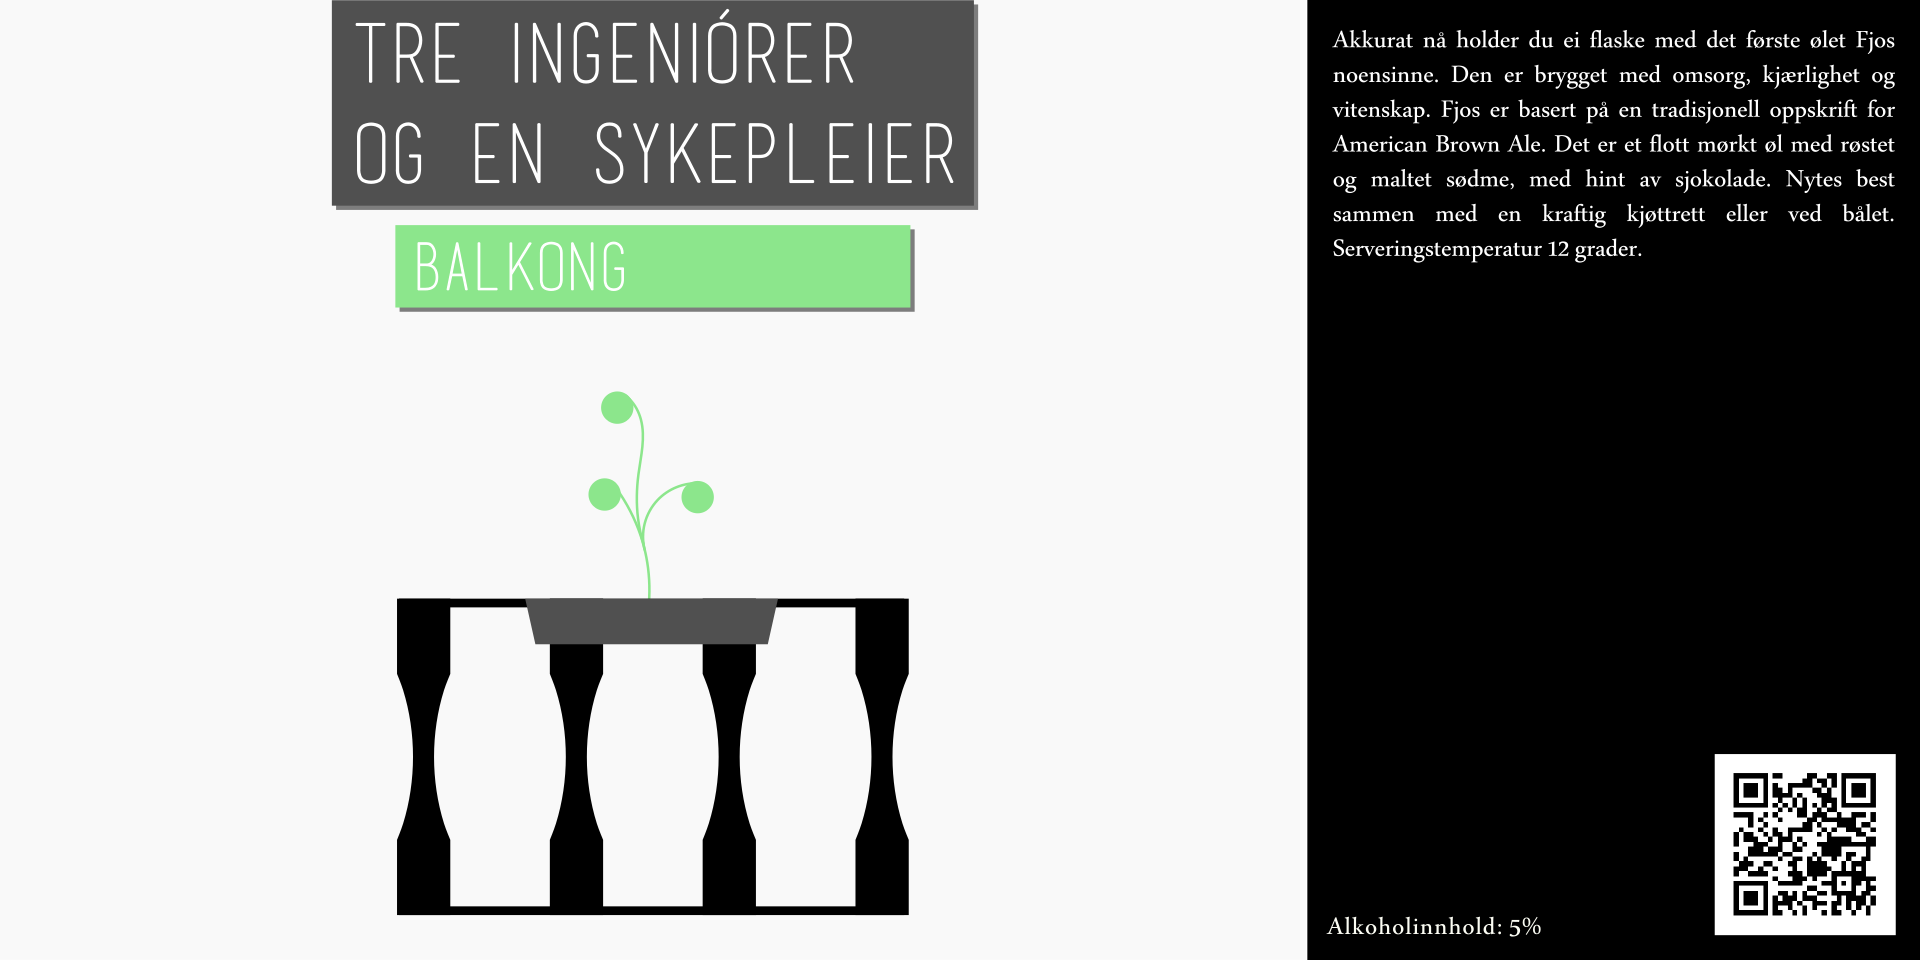 TRE INGENIÓRER
OG EN SYKEPLEIER
BALKONG
Akkurat nå holder du ei flaske med det første ølet Fjos
noensinne. Den er brygget med omsorg, kjærlighet og
vitenskap. Fjos er basert på en tradisjonell oppskrift for
American Brown Ale. Det er et flott mørkt øl med røstet
og maltet sødme, med hint av sjokolade. Nytes best
sammen med en kraftig kjøttrett eller ved bålet.
Serveringstemperatur 12 grader.
Alkoholinnhold: 5%